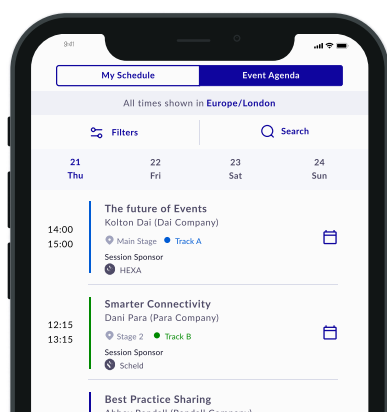 9:41
My Schedule Event Agenda
All times shown in Europe/London
Filters Search
21 22 23 24
Thu Fri Sat Sun
The future of Events
Kolton Dai (Dai Company)
14:00
15:00
Main Stage Track A
Session Sponsor
HEXA
Smarter Connectivity
Dani Para (Para Company)
12:15
13:15
Stage 2 Track B
Session Sponsor
Scheld
Best Practice Sharing